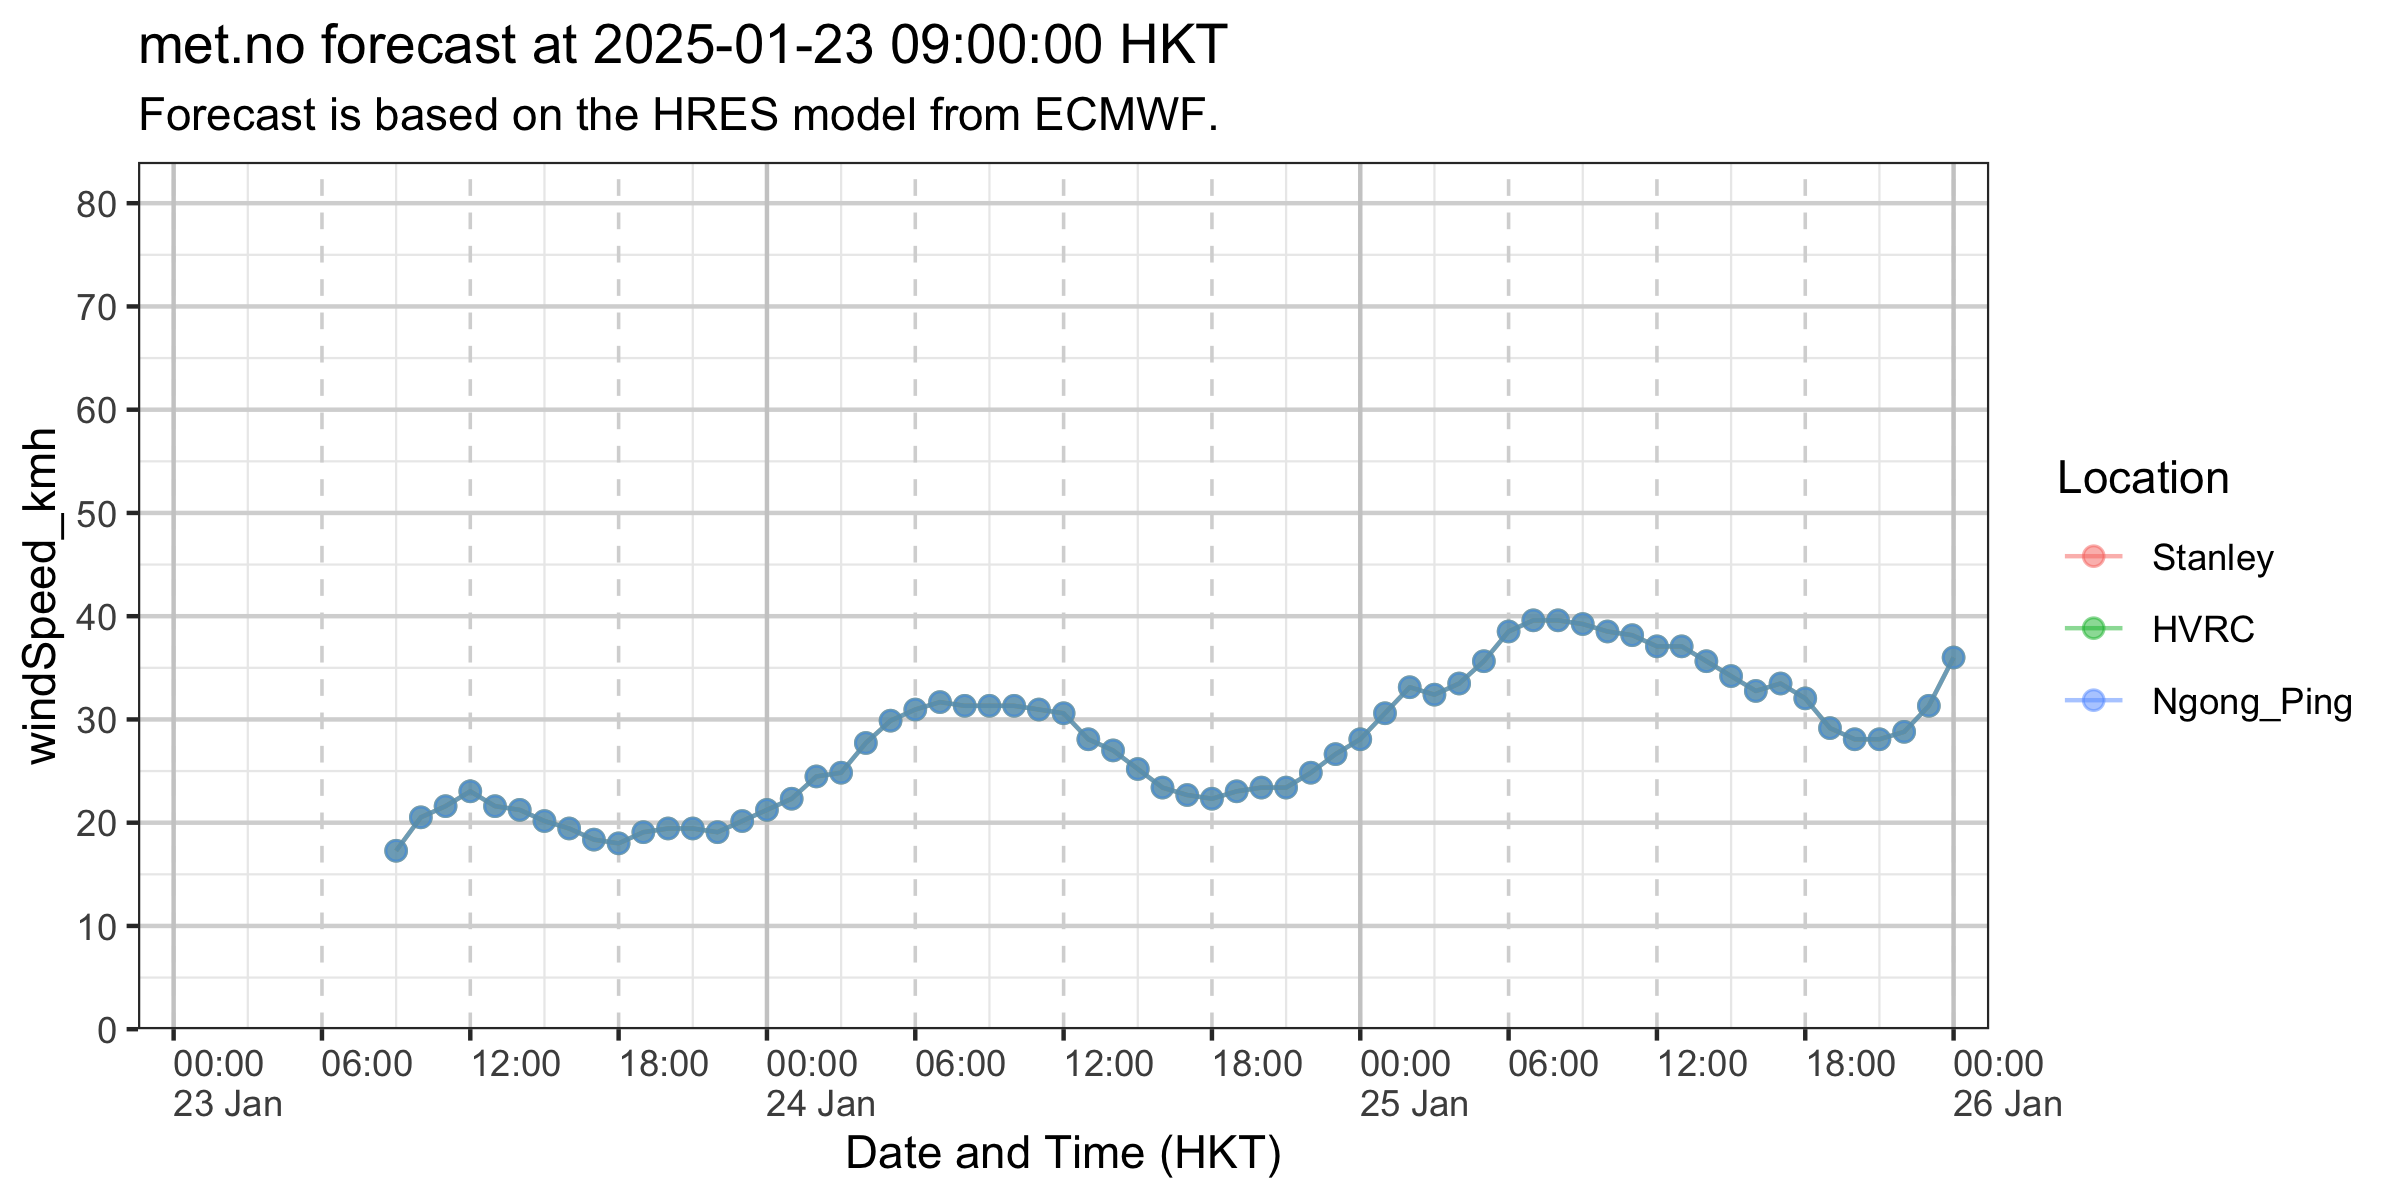 met.no forecast at 2025-01-23 09:00:00 HKT
Forecast is based on the HRES model from ECMWF.
windSpeed_kmh
80
70
60
50
40
30
20
10
0
00:00 06:00 12:00 18:00 00:00 06:00 12:00 18:00 00:00 06:00 12:00 18:00 00:00
23 Jan 24 Jan 25 Jan 26 Jan
Date and Time (HKT)
Location
Stanley
HVRC
Ngong_Ping